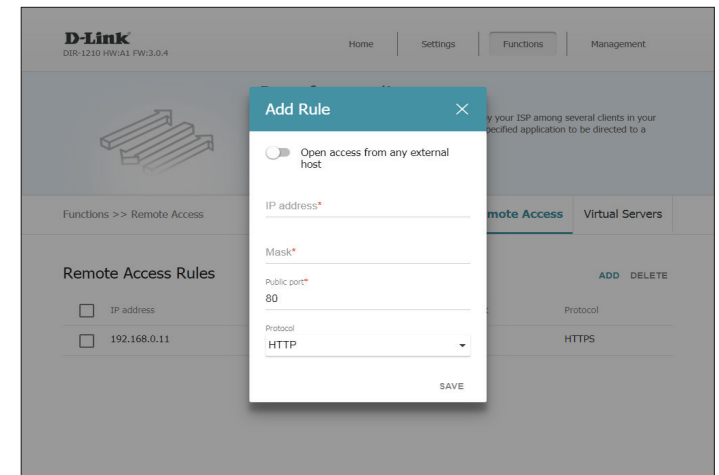 D-Link
DIR-1210 HW:A1 FW:3.0.4
Home Settings Functions Management
Add Rule
y your ISP among several clients in your
pecified application to be directed to a
Open access from any external
host
Functions >> Remote Access
IP address*
mote Access Virtual Servers
Mask*
Remote Access Rules
ADD DELETE
Public port*
80
IP address
Protocol
192.168.0.11
HTTPS
Protocol
HTTP
SAVE